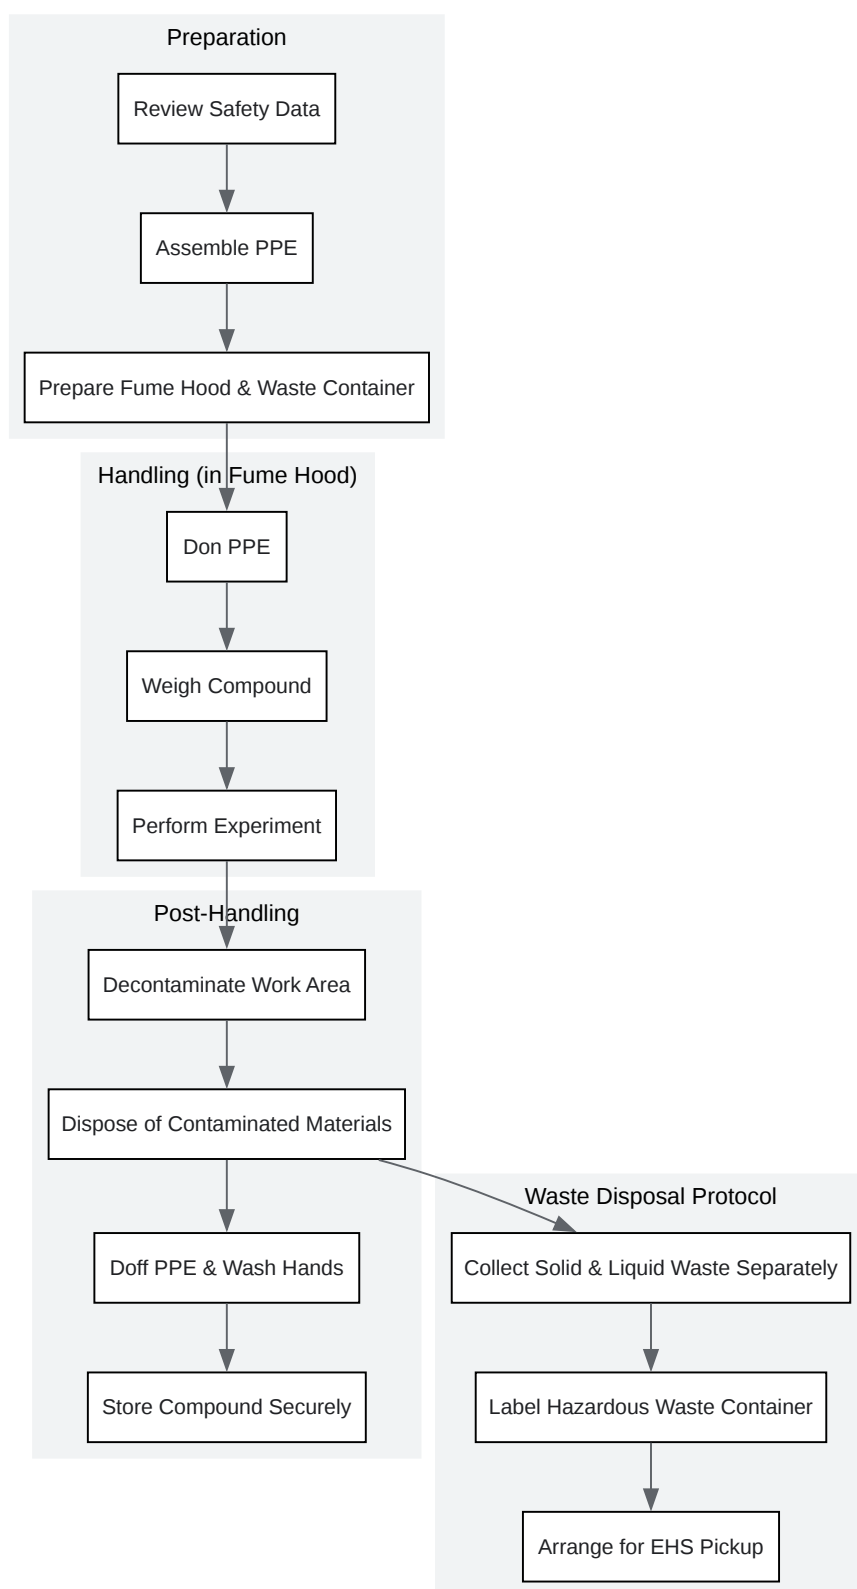 Preparation
Review Safety Data
Assemble PPE
Prepare Fume Hood & Waste Container
Handling (in Fume Hood)
Don PPE
Weigh Compound
Perform Experiment
Post-Handling
Decontaminate Work Area
Dispose of Contaminated Materials
Doff PPE & Wash Hands
Store Compound Securely
Waste Disposal Protocol
Collect Solid & Liquid Waste Separately
Label Hazardous Waste Container
Arrange for EHS Pickup